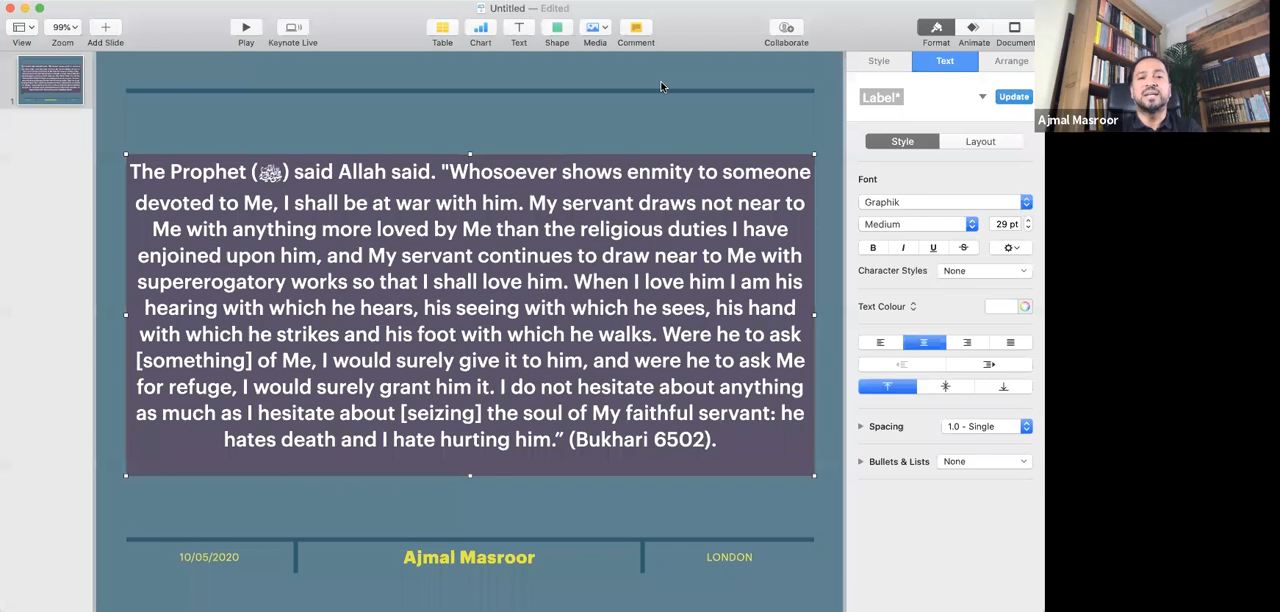 Untitled — Edited
99%
View
Zoom
Add Slide
Play
Keynote Live
Table
Chart
Text
Shape
Media
Comment
Collaborate
Format
Animate
Document
1
Style
Text
Arrange
Label*
Update
Style
Layout
Font
Graphik
Medium
29 pt
B
I
U
S
Character Styles
None
Text Colour
Spacing
1.0 - Single
Bullets & Lists
None
Ajmal Masroor
The Prophet (ﷺ) said Allah said. "Whosoever shows enmity to someone
devoted to Me, I shall be at war with him. My servant draws not near to
Me with anything more loved by Me than the religious duties I have
enjoined upon him, and My servant continues to draw near to Me with
supererogatory works so that I shall love him. When I love him I am his
hearing with which he hears, his seeing with which he sees, his hand
with which he strikes and his foot with which he walks. Were he to ask
[something] of Me, I would surely give it to him, and were he to ask Me
for refuge, I would surely grant him it. I do not hesitate about anything
as much as I hesitate about [seizing] the soul of My faithful servant: he
hates death and I hate hurting him.” (Bukhari 6502).
10/05/2020
Ajmal Masroor
LONDON